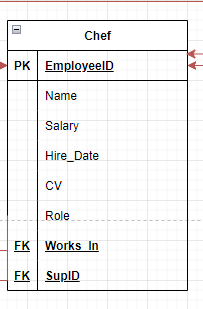 Chef
PK EmployeeID
Name
Salary
Hire_Date
CV
Role
FK Works_In
FK SupID